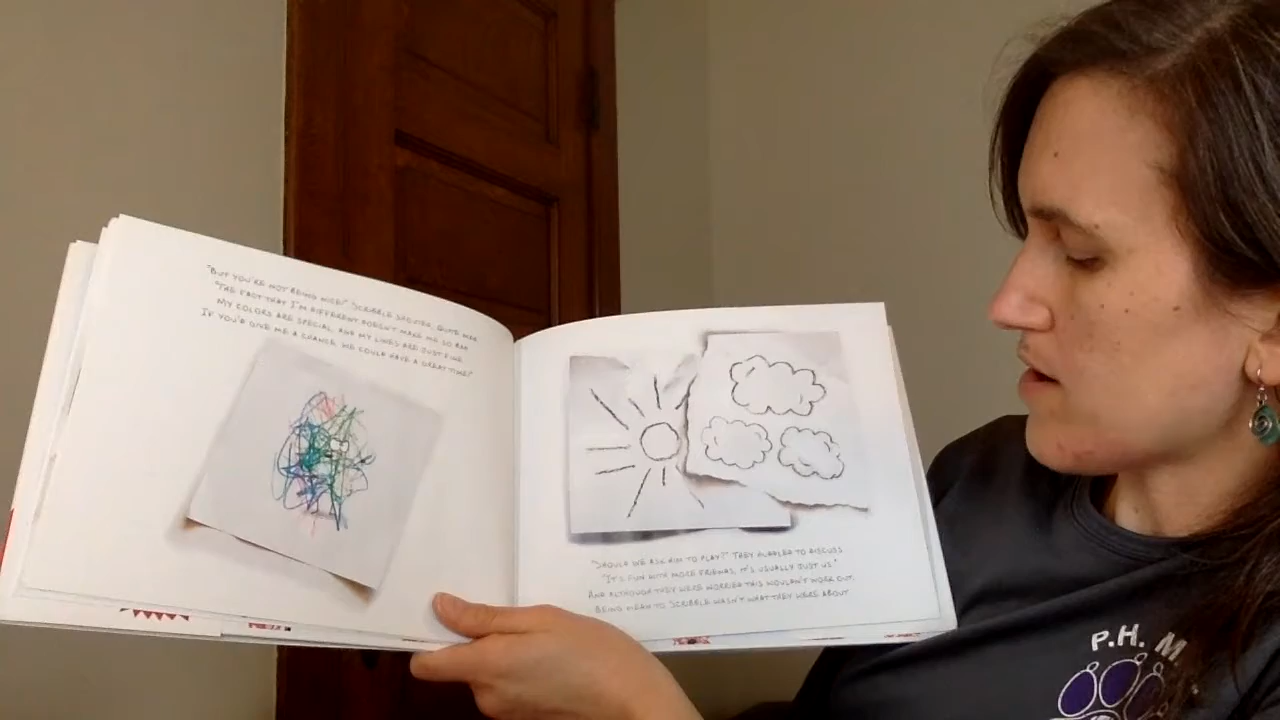 "BUT YOU'RE NOT BEING NICE!" SCRIBBLE SHOUTED, QUITE MAD.
"THE FACT THAT I'M DIFFERENT DOESN'T MAKE ME SO BAD.
MY COLORS ARE SPECIAL AND MY LINES ARE JUST FINE.
IF YOU'D GIVE ME A CHANCE, WE COULD HAVE A GREAT TIME!"
"SHOULD WE ASK HIM TO PLAY?" THEY HUDDLED TO DISCUSS
"IT'S FUN WITH MORE FRIENDS, IT'S USUALLY JUST US."
AND ALTHOUGH THEY WERE WORRIED THIS WOULDN'T WORK OUT,
BEING MEAN TO SCRIBBLE WASN'T WHAT THEY WERE ABOUT
P.H. M.